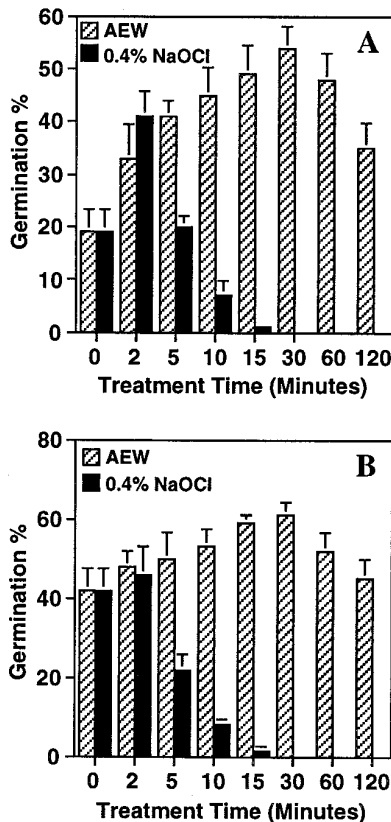 60
AEW
A
0.4% NaOCl
50
40
30
20
10
0
Germination %
0 2 5 10 15 30 60 120
Treatment Time (Minutes)
80
AEW
B
0.4% NaOCl
60
40
20
0
Germination %
0 2 5 10 15 30 60 120
Treatment Time (Minutes)